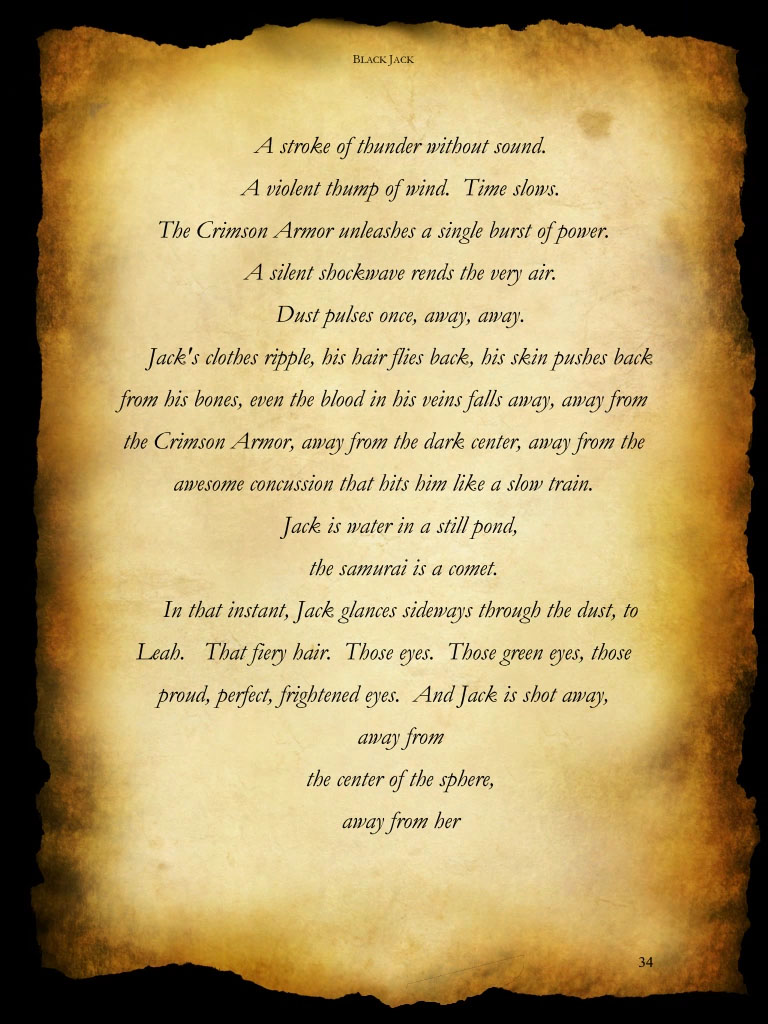 BLACK JACK
A stroke of thunder without sound.
A violent thump of wind.  Time slows.
The Crimson Armor unleashes a single burst of power.
A silent shockwave rends the very air.
Dust pulses once, away, away.
Jack's clothes ripple, his hair flies back, his skin pushes back
from his bones, even the blood in his veins falls away, away from
the Crimson Armor, away from the dark center, away from the
awesome concussion that hits him like a slow train.
Jack is water in a still pond,
the samurai is a comet.
In that instant, Jack glances sideways through the dust, to
Leah.   That fiery hair.  Those eyes.  Those green eyes, those
proud, perfect, frightened eyes.  And Jack is shot away,
away from
the center of the sphere,
away from her
34